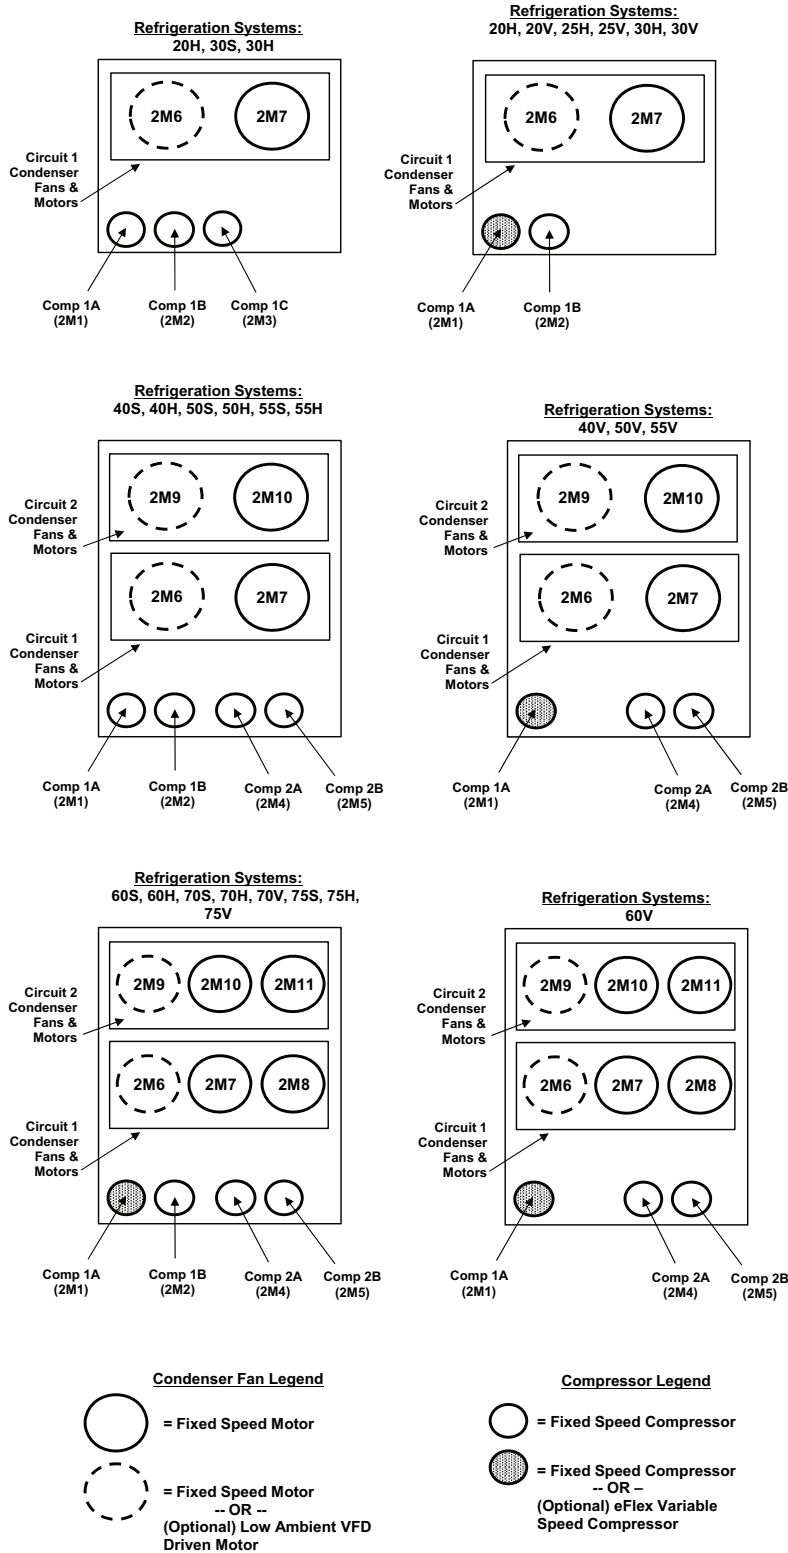 Refrigeration Systems:
20H, 30S, 30H
2M6
2M7
Circuit 1
Condenser
Fans &
Motors
Comp 1A
(2M1)
Comp 1B
(2M2)
Comp 1C
(2M3)
Refrigeration Systems:
20H, 20V, 25H, 25V, 30H, 30V
2M6
2M7
Circuit 1
Condenser
Fans &
Motors
Comp 1A
(2M1)
Comp 1B
(2M2)
Refrigeration Systems:
40S, 40H, 50S, 50H, 55S, 55H
2M9
2M10
Circuit 2
Condenser
Fans &
Motors
2M6
2M7
Circuit 1
Condenser
Fans &
Motors
Comp 1A
(2M1)
Comp 1B
(2M2)
Comp 2A
(2M4)
Comp 2B
(2M5)
Refrigeration Systems:
40V, 50V, 55V
2M9
2M10
Circuit 2
Condenser
Fans &
Motors
2M6
2M7
Circuit 1
Condenser
Fans &
Motors
Comp 1A
(2M1)
Comp 2A
(2M4)
Comp 2B
(2M5)
Refrigeration Systems:
60S, 60H, 70S, 70H, 70V, 75S, 75H,
75V
2M9
2M10
2M11
Circuit 2
Condenser
Fans &
Motors
2M6
2M7
2M8
Circuit 1
Condenser
Fans &
Motors
Comp 1A
(2M1)
Comp 1B
(2M2)
Comp 2A
(2M4)
Comp 2B
(2M5)
Refrigeration Systems:
60V
2M9
2M10
2M11
Circuit 2
Condenser
Fans &
Motors
2M6
2M7
2M8
Circuit 1
Condenser
Fans &
Motors
Comp 1A
(2M1)
Comp 2A
(2M4)
Comp 2B
(2M5)
Condenser Fan Legend
= Fixed Speed Motor
= Fixed Speed Motor
-- OR --
(Optional) Low Ambient VFD
Driven Motor
Compressor Legend
= Fixed Speed Compressor
= Fixed Speed Compressor
-- OR –
(Optional) eFlex Variable
Speed Compressor